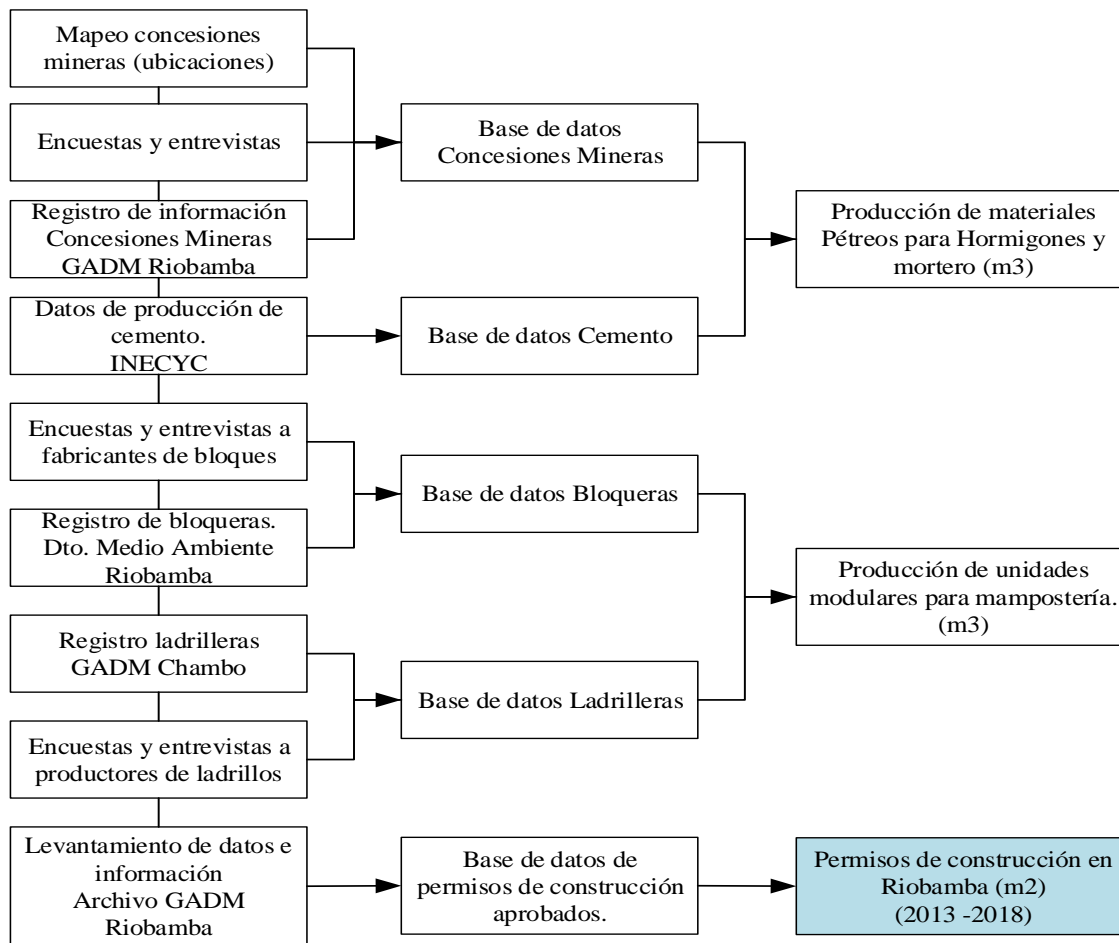 Mapeo concesiones
mineras (ubicaciones)
Encuestas y entrevistas
Registro de información
Concesiones Mineras
GADM Riobamba
Datos de producción de
cemento.
INECYC
Encuestas y entrevistas a
fabricantes de bloques
Registro de bloqueras.
Dto. Medio Ambiente
Riobamba
Registro ladrilleras
GADM Chambo
Encuestas y entrevistas a
productores de ladrillos
Levantamiento de datos e
información
Archivo GADM
Riobamba
Base de datos
Concesiones Mineras
Base de datos Cemento
Base de datos Bloqueras
Base de datos Ladrilleras
Base de datos de
permisos de construcción
aprobados.
Producción de materiales
Pétreos para Hormigones y
mortero (m3)
Producción de unidades
modulares para mampostería.
(m3)
Permisos de construcción en
Riobamba (m2)
(2013 -2018)